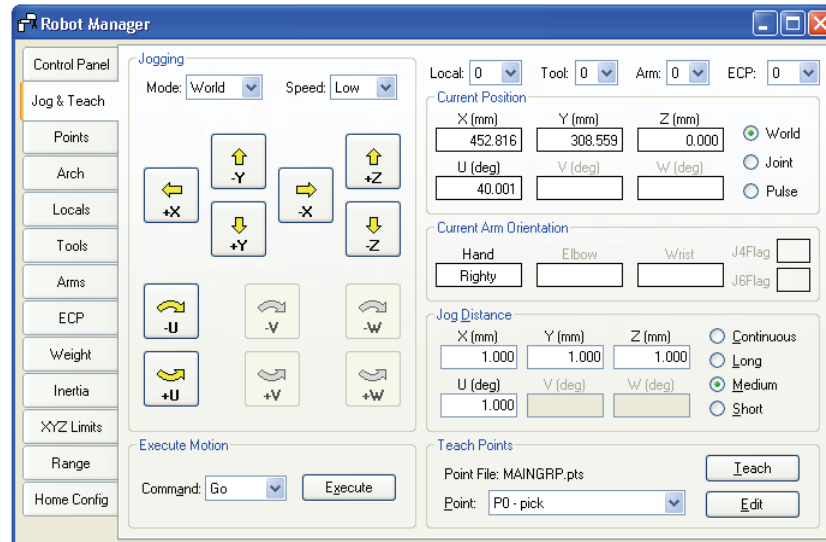 Robot Manager
Control Panel
Jog & Teach
Points
Arch
Locals
Tools
Arms
ECP
Weight
Inertia
XYZ Limits
Range
Home Config
Jogging
Mode: World Speed: Low
-Y +Z
+X -X
+Y -Z
-U -V -W
+U +V +W
Execute Motion
Command: Go Execute
Local: 0 Tool: 0 Arm: 0 ECP: 0
Current Position
X (mm) Y (mm) Z (mm)
452.816 308.559 0.000 World
U (deg) V (deg) W (deg) Joint
40.001 Pulse
Current Arm Orientation
Hand Elbow Wrist J4Flag
Righty J6Flag
Jog Distance
X (mm) Y (mm) Z (mm) Continuous
1.000 1.000 1.000 Long
U (deg) V (deg) W (deg) Medium
1.000 Short
Teach Points
Point File: MAINGRP.pts Teach
Point: P0 - pick Edit